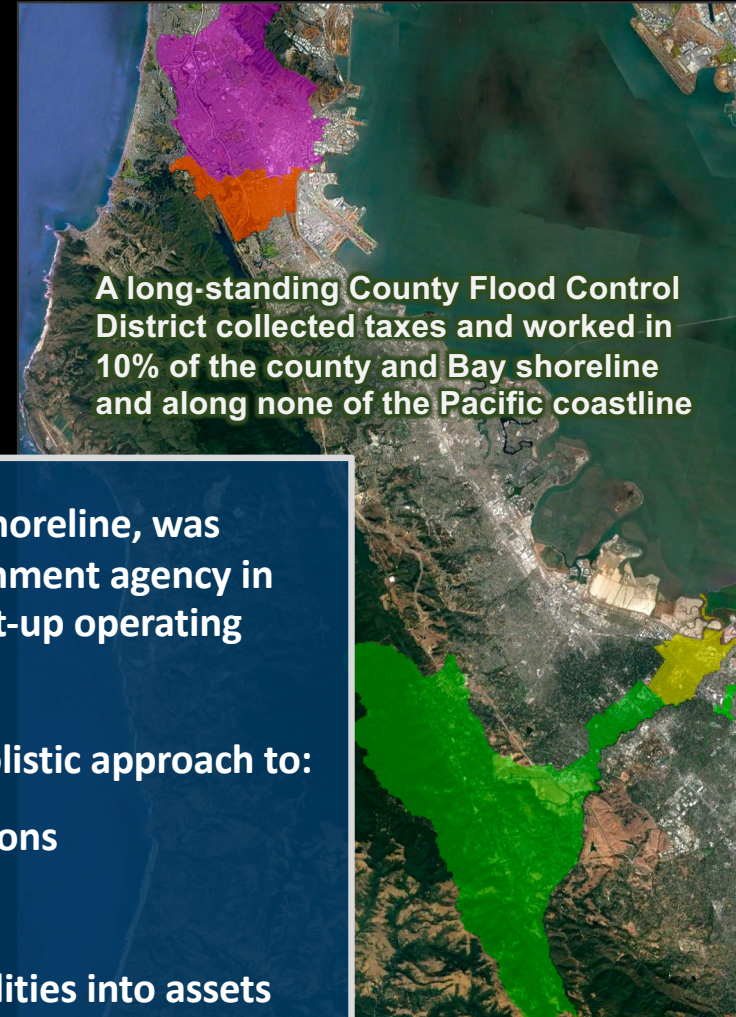 A long-standing County Flood Control
District collected taxes and worked in
10% of the county and Bay shoreline
and along none of the Pacific coastline
horeline, was
nment agency in
t-up operating
listic approach to:
ons
lities into assets